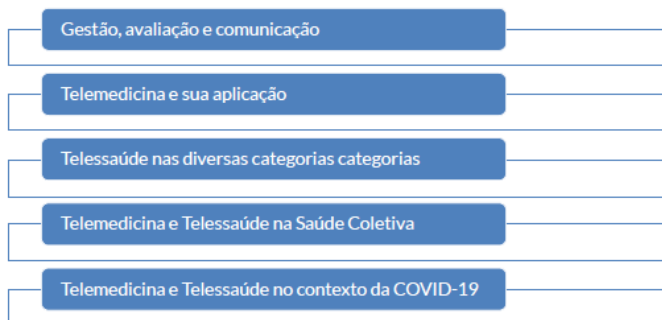 Gestão, avaliação e comunicação
Telemedicina e sua aplicação
Telessaúde nas diversas categorias categorias
Telemedicina e Telessaúde na Saúde Coletiva
Telemedicina e Telessaúde no contexto da COVID-19